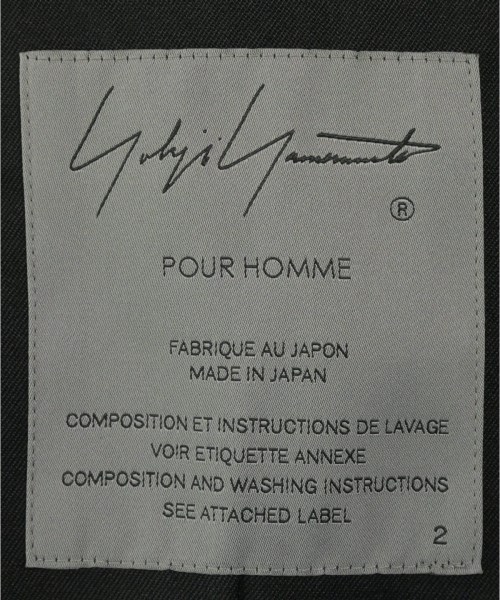 Yohji Yamamoto
®
POUR HOMME
FABRIQUE AU JAPON
MADE IN JAPAN
COMPOSITION ET INSTRUCTIONS DE LAVAGE
VOIR ETIQUETTE ANNEXE
COMPOSITION AND WASHING INSTRUCTIONS
SEE ATTACHED LABEL
2